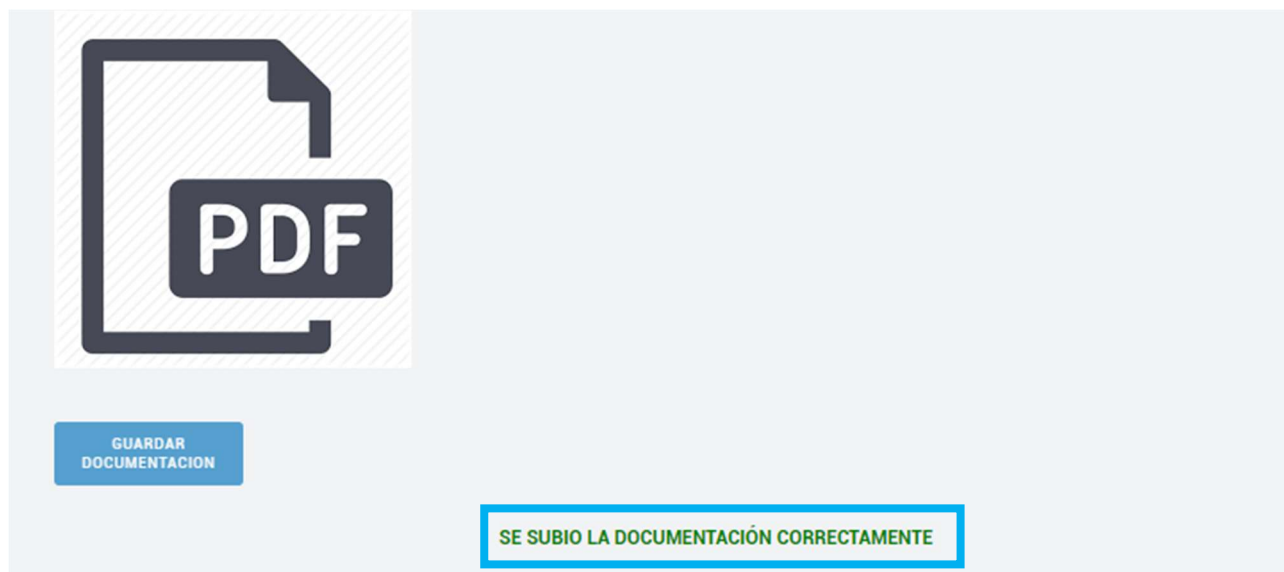 PDF
GUARDAR
DOCUMENTACION
SE SUBIO LA DOCUMENTACIÓN CORRECTAMENTE